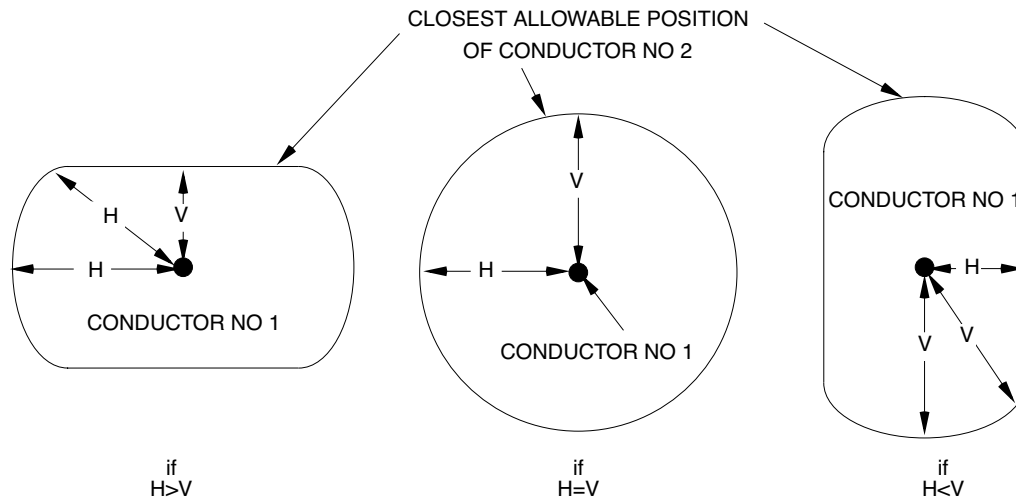 CLOSEST ALLOWABLE POSITION
OF CONDUCTOR NO 2
H
V
H
CONDUCTOR NO 1
if
H>V
V
H
CONDUCTOR NO 1
if
H=V
CONDUCTOR NO 1
H
V
V
if
H<V